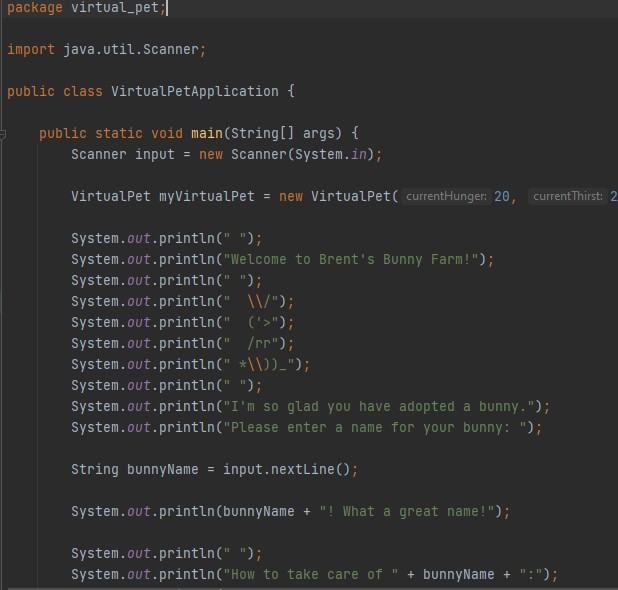 package virtual_pet;
import java.util.Scanner;
public class VirtualPetApplication {
public static void main(String[] args) {
Scanner input = new Scanner(System.in);
VirtualPet myVirtualPet = new VirtualPet( currentHunger: 20, currentThirst: 2
System.out.println(" ");
System.out.println("Welcome to Brent's Bunny Farm!");
System.out.println(" ");
System.out.println("  \\/");
System.out.println("  ('>");
System.out.println("  /rr");
System.out.println(" *\\))_");
System.out.println(" ");
System.out.println("I'm so glad you have adopted a bunny.");
System.out.println("Please enter a name for your bunny: ");
String bunnyName = input.nextLine();
System.out.println(bunnyName + "! What a great name!");
System.out.println(" ");
System.out.println("How to take care of " + bunnyName + ":");